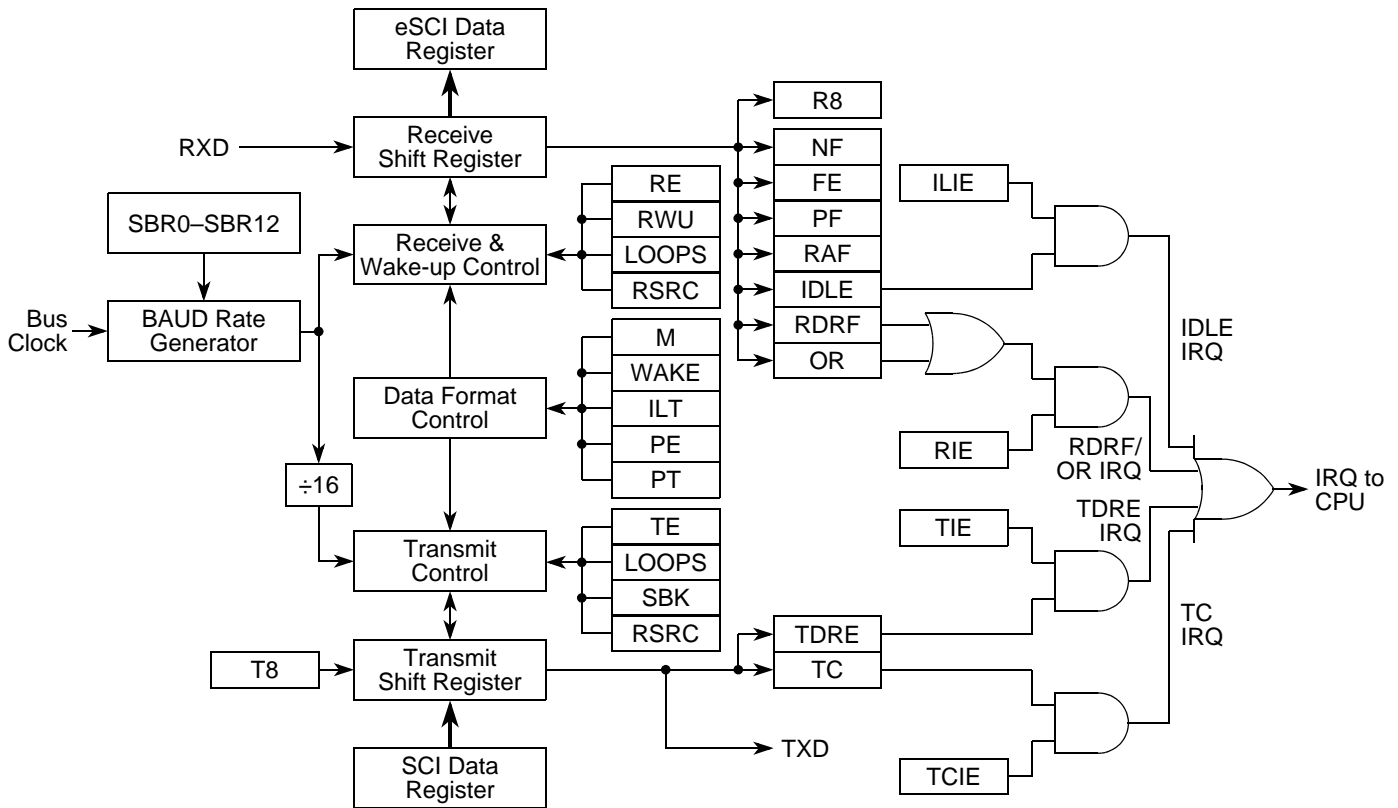 eSCI Data
Register
RXD
Receive
Shift Register
R8
NF
FE
PF
RAF
IDLE
RDRF
OR
RE
RWU
LOOPS
RSRC
ILIE
SBR0–SBR12
Receive &
Wake-up Control
Bus
Clock
BAUD Rate
Generator
IDLE
IRQ
M
WAKE
ILT
PE
PT
Data Format
Control
RIE
RDRF/
OR IRQ
÷16
IRQ to
CPU
TDRE
IRQ
TIE
TE
LOOPS
SBK
RSRC
Transmit
Control
TC
IRQ
TDRE
TC
T8
Transmit
Shift Register
TXD
TCIE
SCI Data
Register